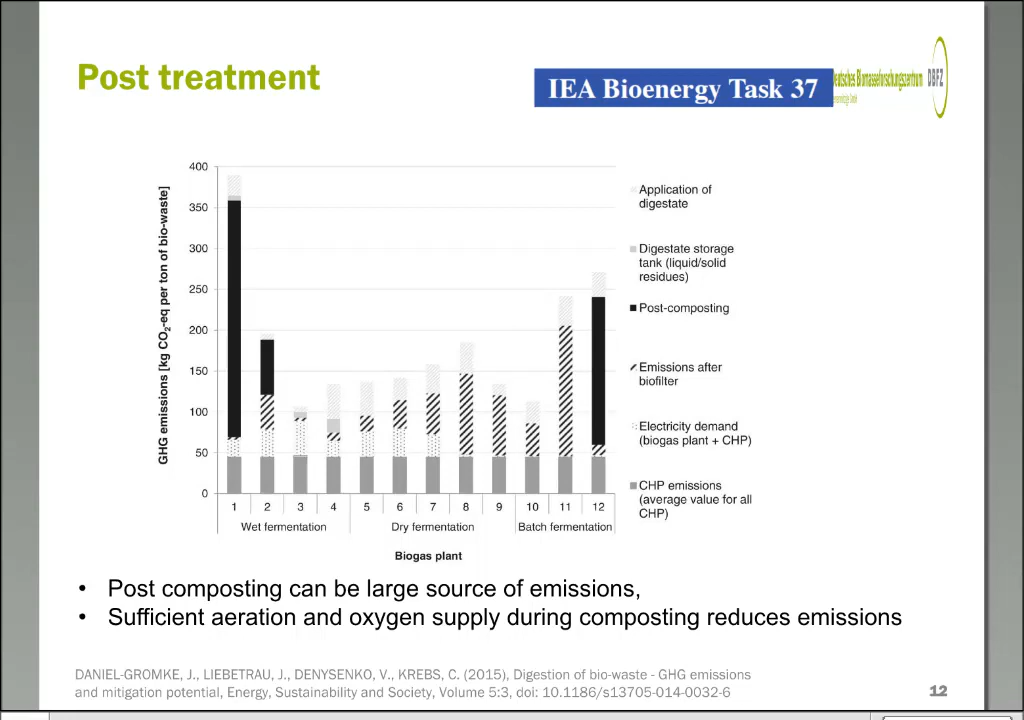 Post treatment
IEA Bioenergy Task 37
DBFZ
400
350
300
250
200
150
100
50
0
GHG emissions [kg CO2-eq per ton of bio-waste]
1 2 3 4 5 6 7 8 9 10 11 12
Wet fermentation Dry fermentation Batch fermentation
Biogas plant
Application of
digestate
Digestate storage
tank (liquid/solid
residues)
Post-composting
Emissions after
biofilter
Electricity demand
(biogas plant + CHP)
CHP emissions
(average value for all
CHP)
• Post composting can be large source of emissions,
• Sufficient aeration and oxygen supply during composting reduces emissions
DANIEL-GROMKE, J., LIEBETRAU, J., DENYSENKO, V., KREBS, C. (2015), Digestion of bio-waste - GHG emissions
and mitigation potential, Energy, Sustainability and Society, Volume 5:3, doi: 10.1186/s13705-014-0032-6
12